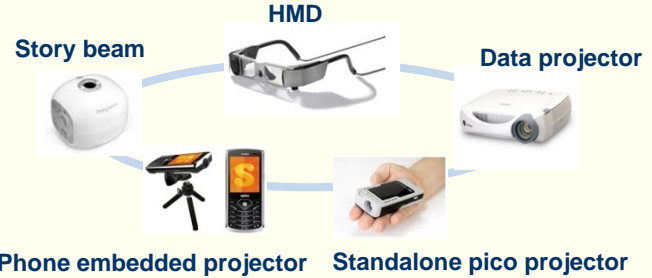 HMD
Story beam
Data projector
Phone embedded projector
Standalone pico projector